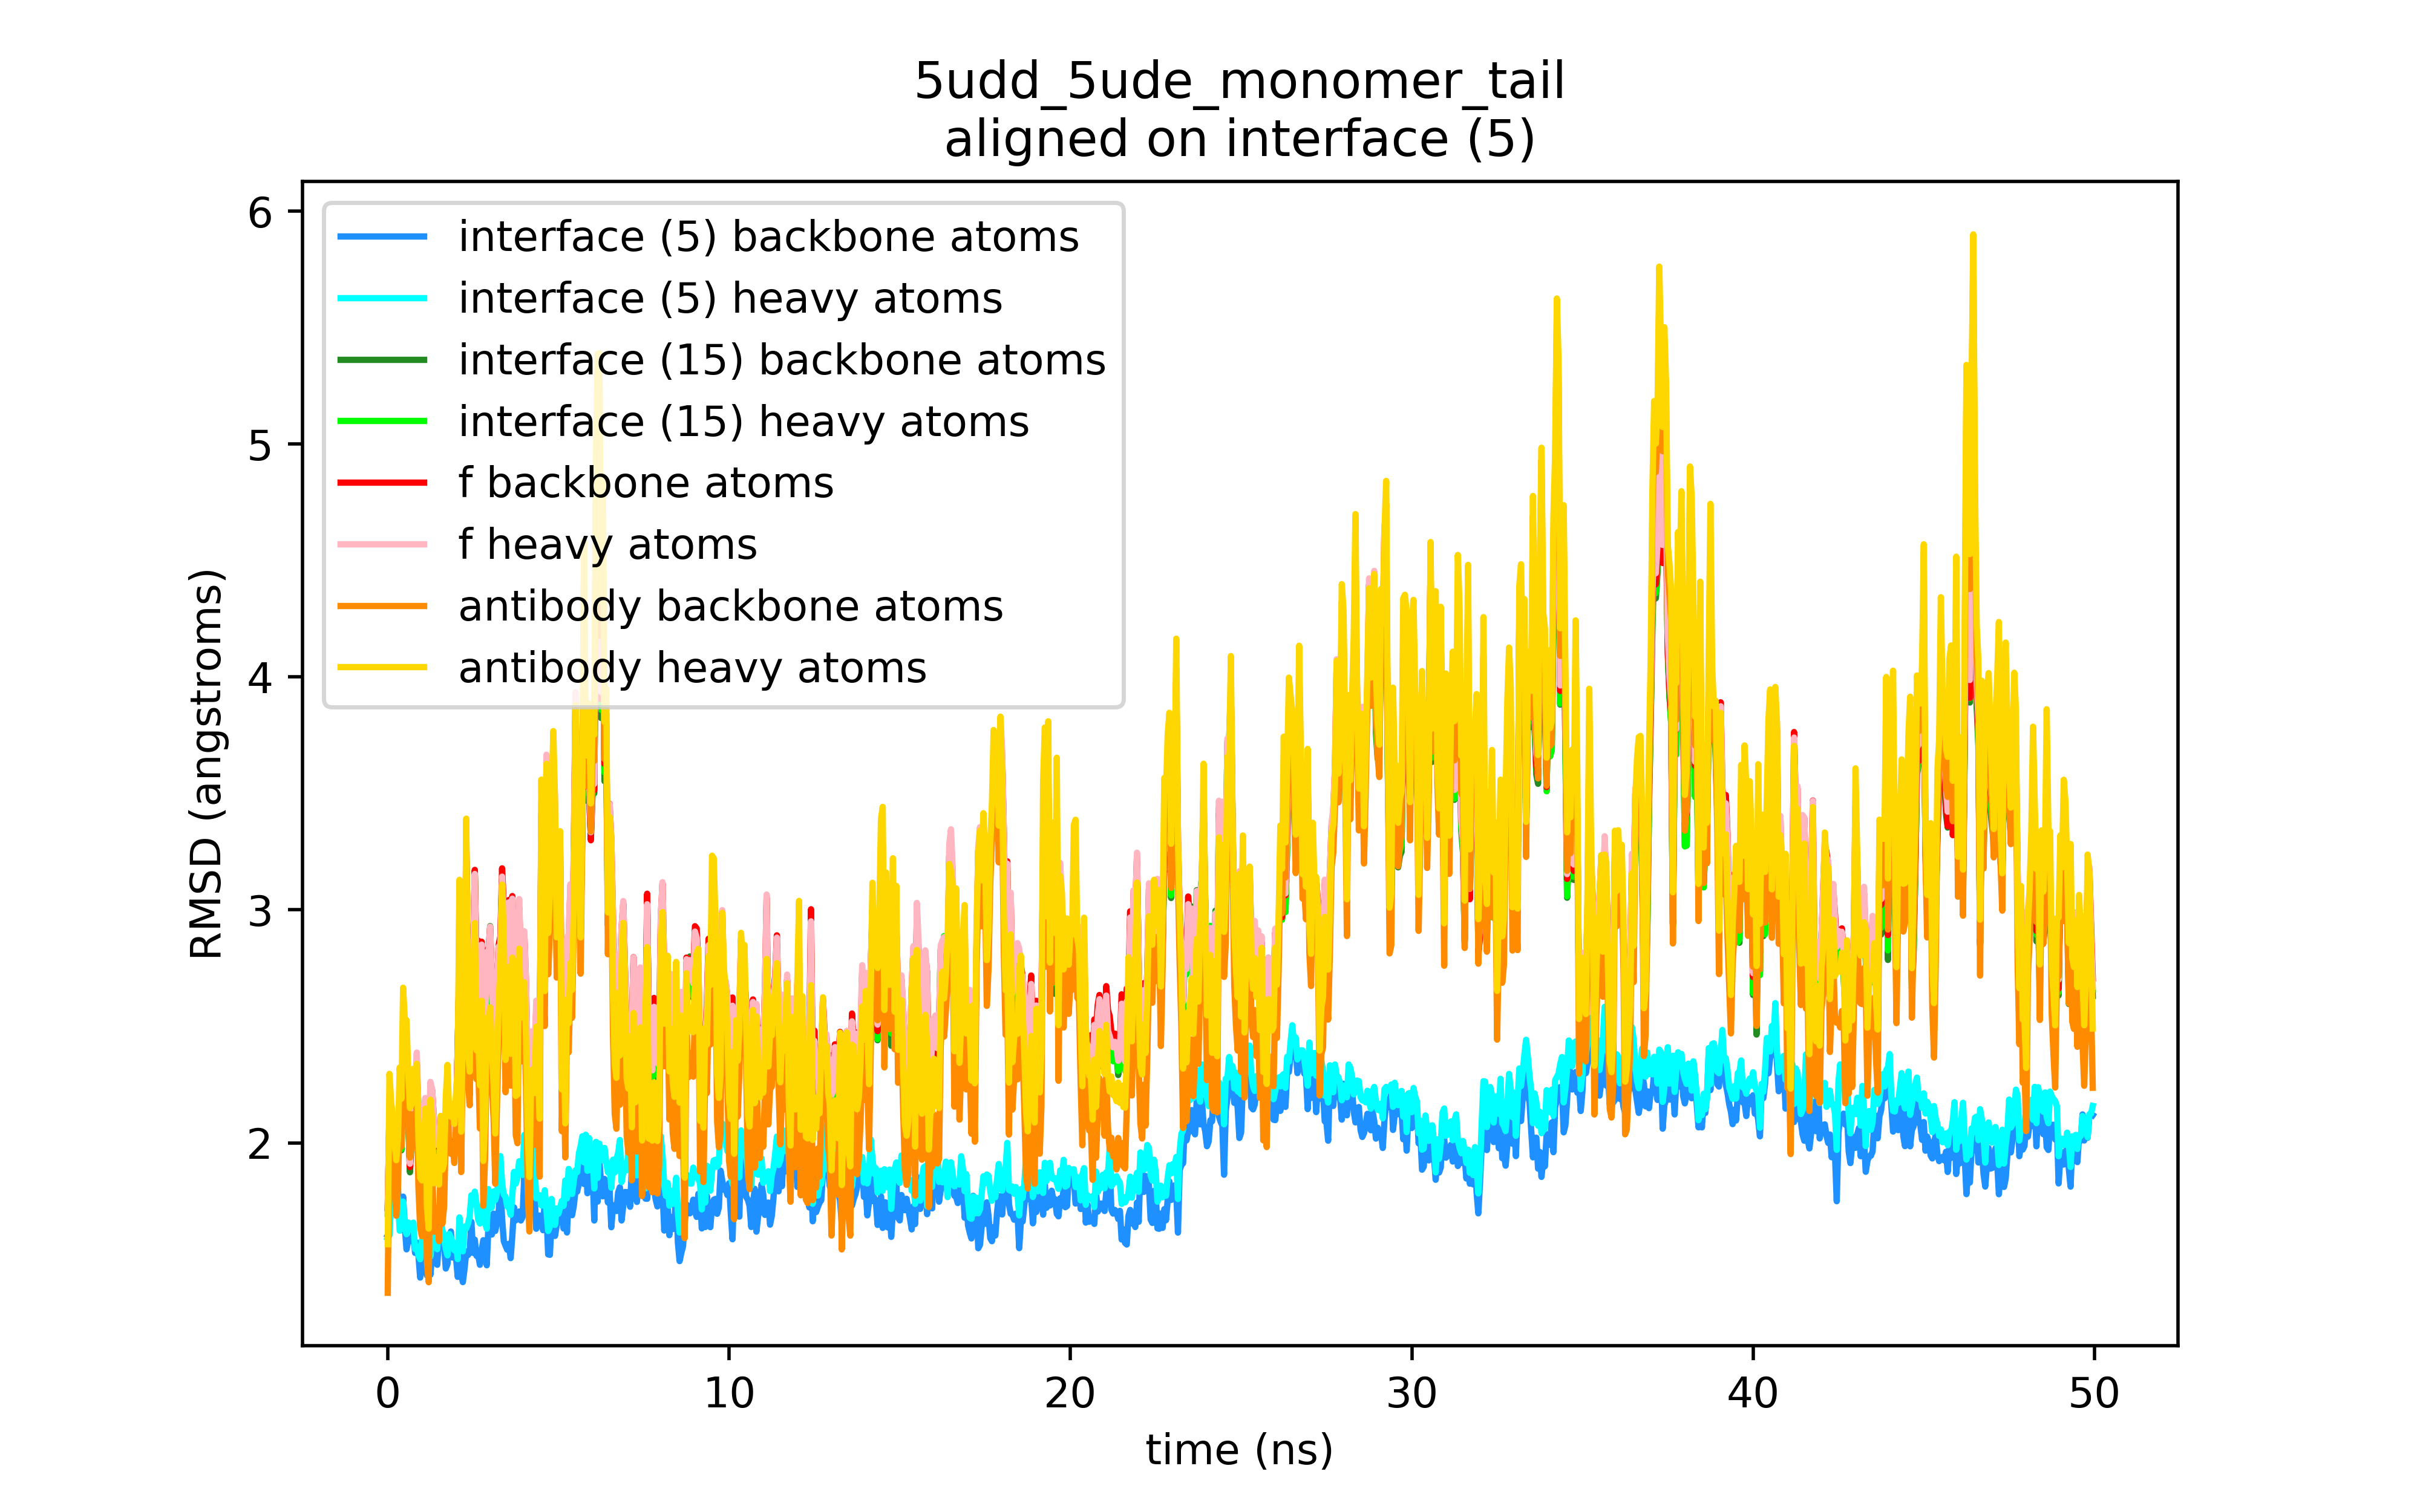 5udd_5ude_monomer_tail
aligned on interface (5)
interface (5) backbone atoms
interface (5) heavy atoms
interface (15) backbone atoms
interface (15) heavy atoms
f backbone atoms
f heavy atoms
antibody backbone atoms
antibody heavy atoms
RMSD (angstroms)
6
5
4
3
2
0 10 20 30 40 50
time (ns)